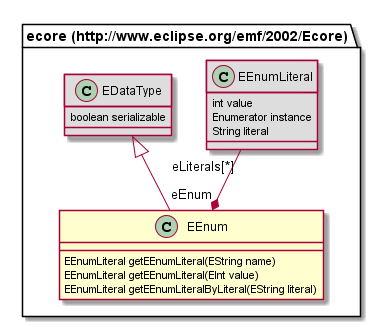 ecore (http://www.eclipse.org/emf/2002/Ecore)
C EDataType
boolean serializable
C EEnumLiteral
int value
Enumerator instance
String literal
eLiterals[*]
eEnum
C EEnum
EEnumLiteral getEEnumLiteral(EString name)
EEnumLiteral getEEnumLiteral(EInt value)
EEnumLiteral getEEnumLiteralByLiteral(EString literal)